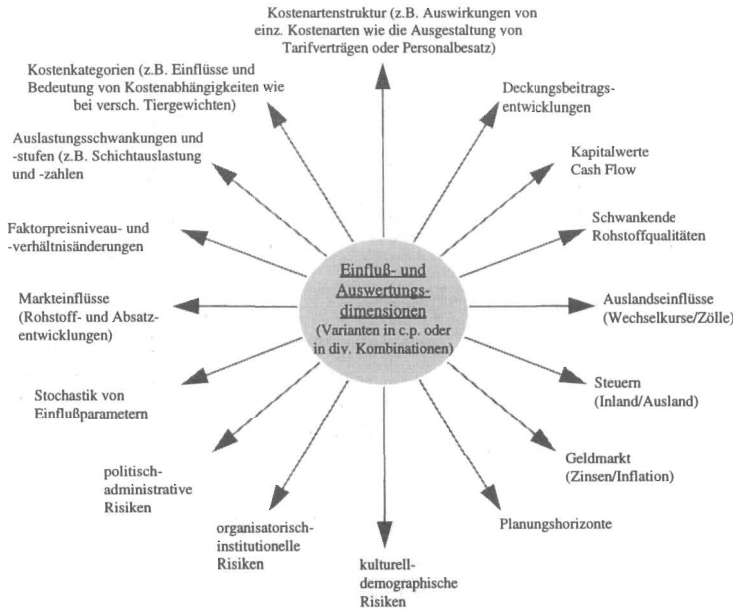 Kostenartenstruktur (z.B. Auswirkungen von
einz. Kostenarten wie die Ausgestaltung von
Tarifverträgen oder Personalbesatz)
Kostenkategorien (z.B. Einflüsse und
Bedeutung von Kostenabhängigkeiten wie
bei versch. Tiergewichten)
Deckungsbeitrags-
entwicklungen
Auslastungsschwankungen und
-stufen (z.B. Schichtauslastung
und -zahlen
Kapitalwerte
Cash Flow
Faktorpreisniveau- und
-verhältnisänderungen
Schwankende
Rohstoffqualitäten
Einfluß- und
Auswertungs-
dimensionen
(Varianten in c.p. oder
in div. Kombinationen)
Markteinflüsse
(Rohstoff- und Absatz-
entwicklungen)
Auslandseinflüsse
(Wechselkurse/Zölle)
Stochastik von
Einflußparametern
Steuern
(Inland/Ausland)
politisch-
administrative
Risiken
Geldmarkt
(Zinsen/Inflation)
organisatorisch-
institutionelle
Risiken
Planungshorizonte
kulturell-
demographische
Risiken